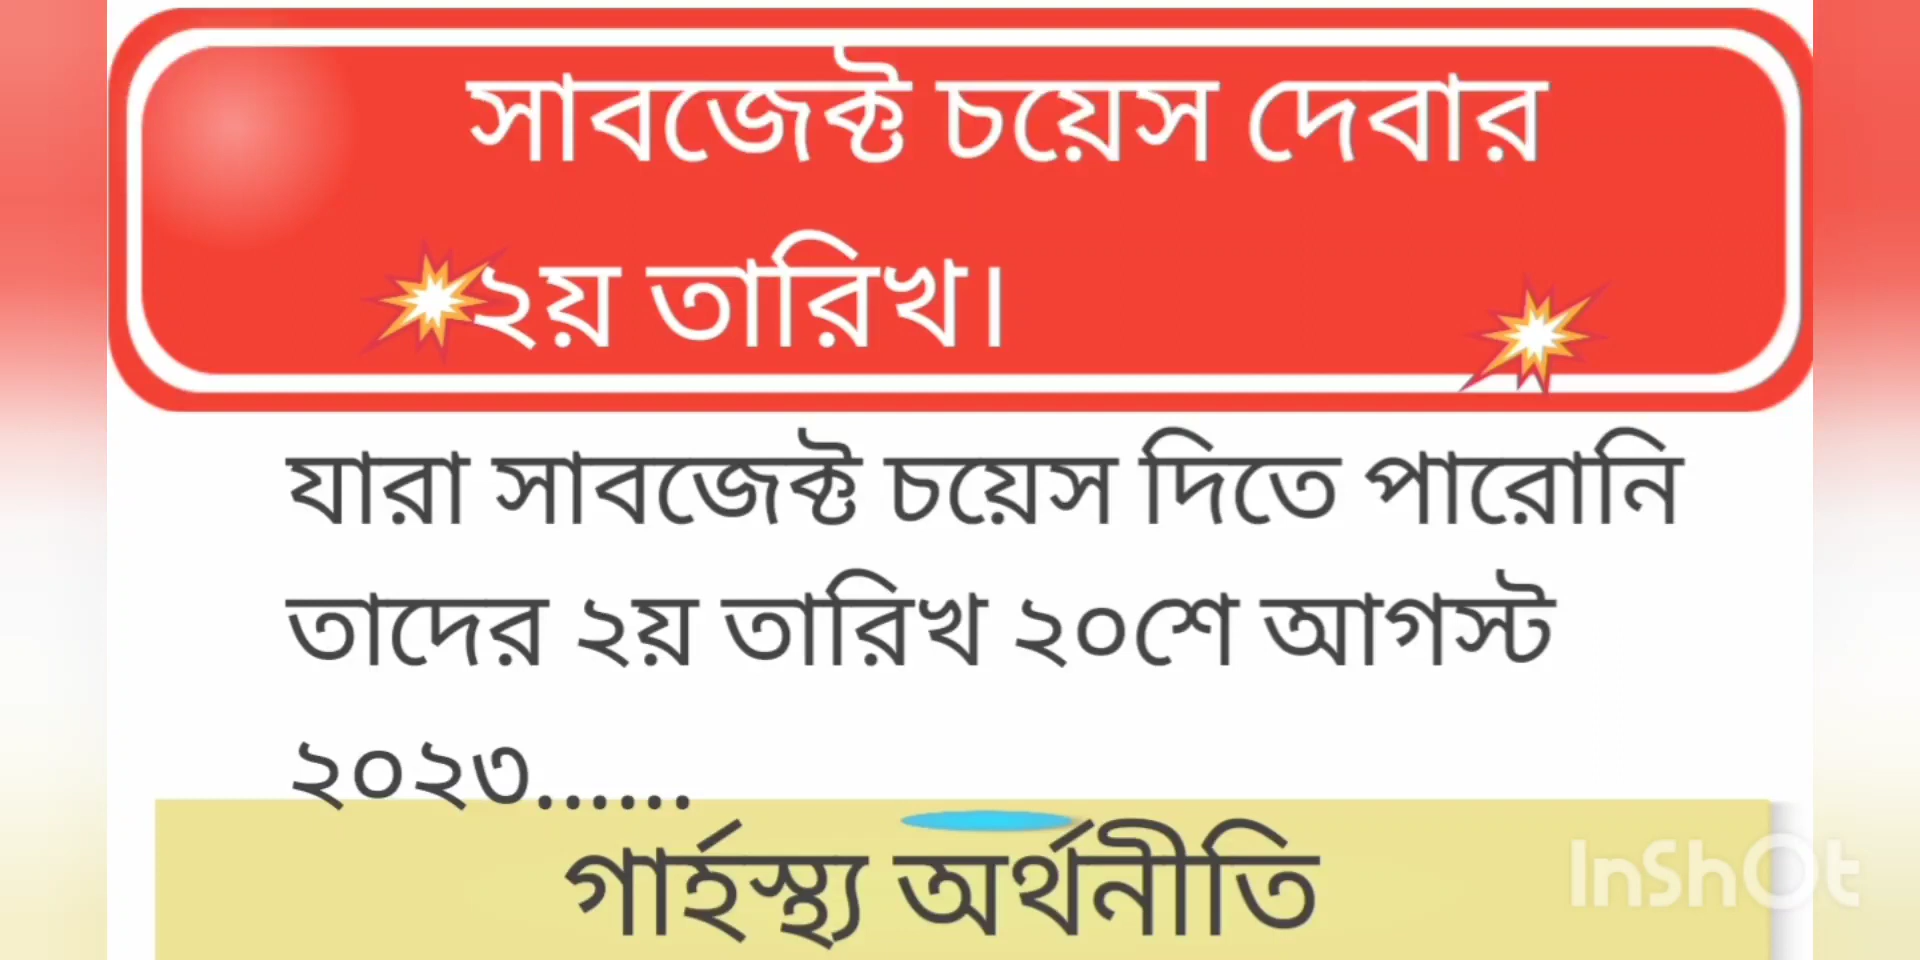 সাবজেক্ট চয়েস দেবার
২য় তারিখ।
যারা সাবজেক্ট চয়েস দিতে পারোনি
তাদের ২য় তারিখ ২০শে আগস্ট
২০২৩......
গার্হস্থ্য অর্থনীতি
InShOt